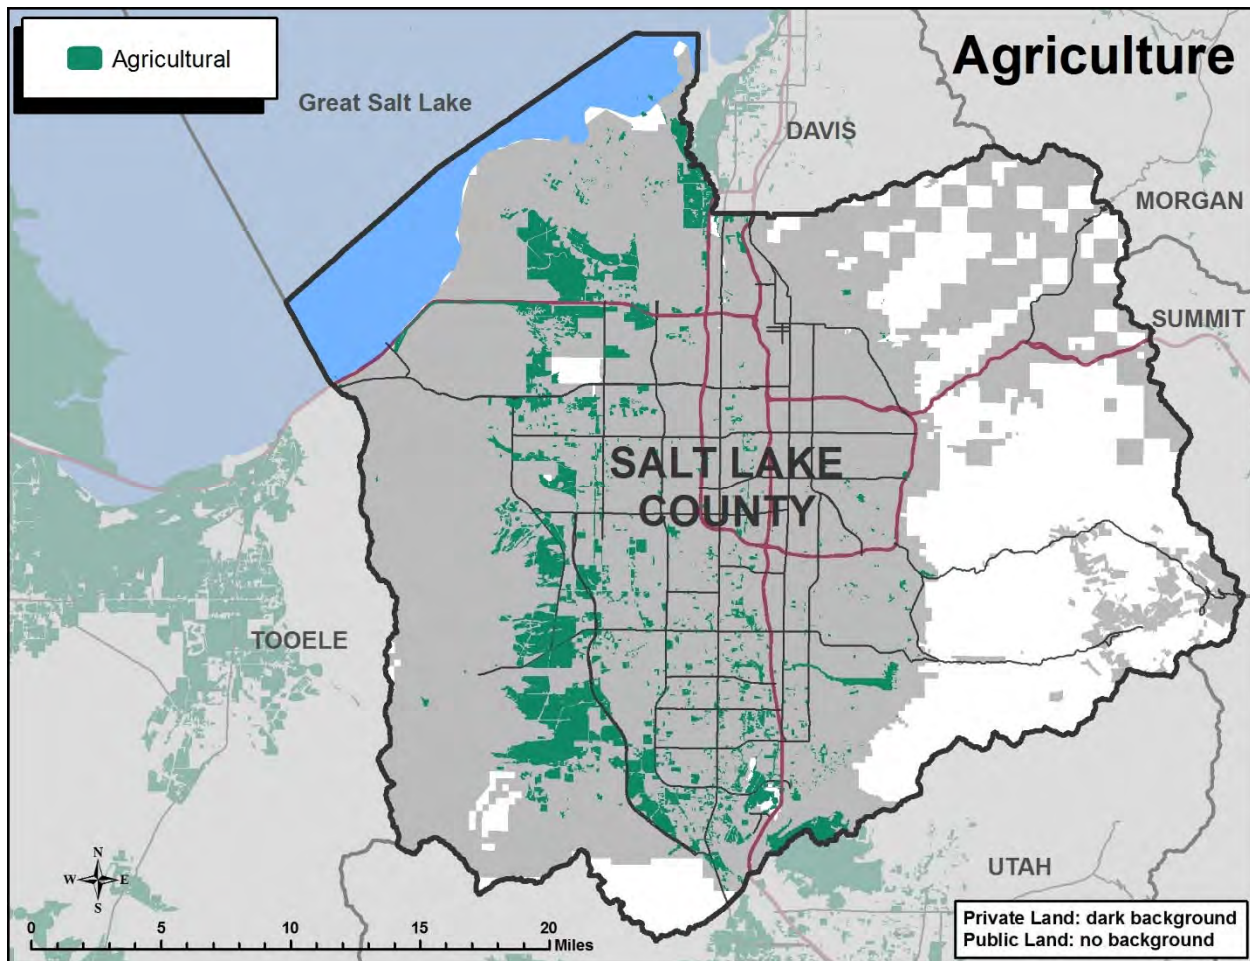 Agricultural
Agriculture
Great Salt Lake
DAVIS
MORGAN
SUMMIT
SALT LAKE
COUNTY
TOOELE
UTAH
N
W E
S
0 5 10 15 20
Miles
Private Land: dark background
Public Land: no background